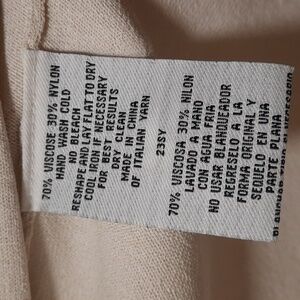 70% VISCOSE 30% NYLON
HAND WASH COLD
NO BLEACH
RESHAPE AND LAY FLAT TO DRY
COOL IRON IF NECESSARY
FOR BEST RESULTS
DRY CLEAN
MADE IN CHINA
OF ITALIAN YARN
23SY
70% VISCOSA 30% NILON
LAVADO A MANO
CON AGUA FRIA
NO USAR BLANQUEADOR
REGRESELO A LA
FORMA ORIGINAL Y
SEQUELO EN UNA
PARTE PLANA